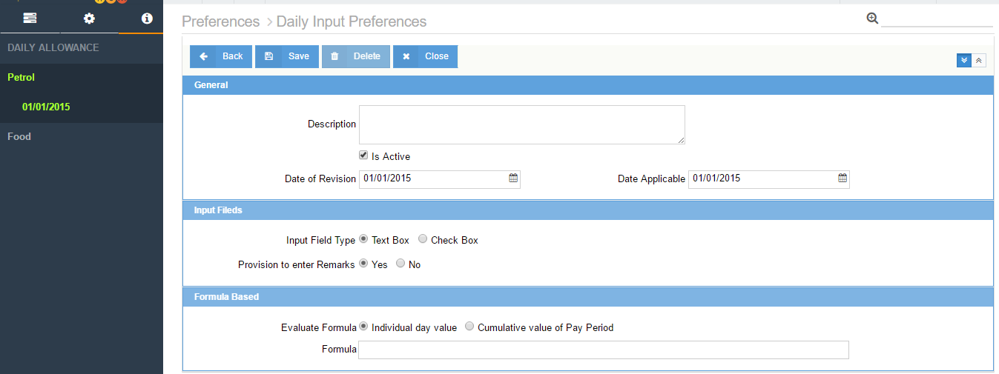 Preferences > Daily Input Preferences
DAILY ALLOWANCE
Petrol
01/01/2015
Food
Back Save Delete Close
General
Description
Is Active
Date of Revision 01/01/2015 Date Applicable 01/01/2015
Input Fileds
Input Field Type Text Box Check Box
Provision to enter Remarks Yes No
Formula Based
Evaluate Formula Individual day value Cumulative value of Pay Period
Formula